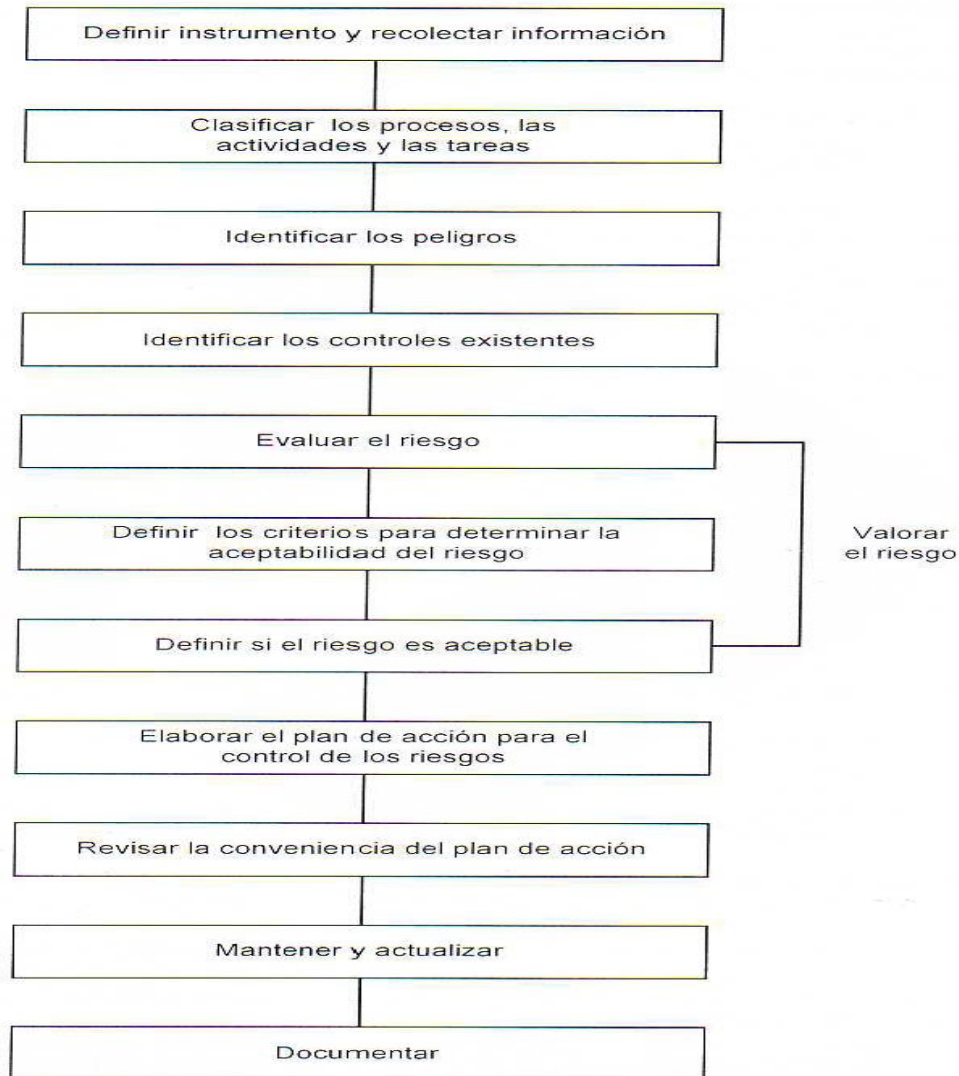 Definir instrumento y recolectar información
Clasificar los procesos, las
actividades y las tareas
Identificar los peligros
Identificar los controles existentes
Evaluar el riesgo
Definir los criterios para determinar la
aceptabilidad del riesgo
Valorar
el riesgo
Definir si el riesgo es aceptable
Elaborar el plan de acción para el
control de los riesgos
Revisar la conveniencia del plan de acción
Mantener y actualizar
Documentar